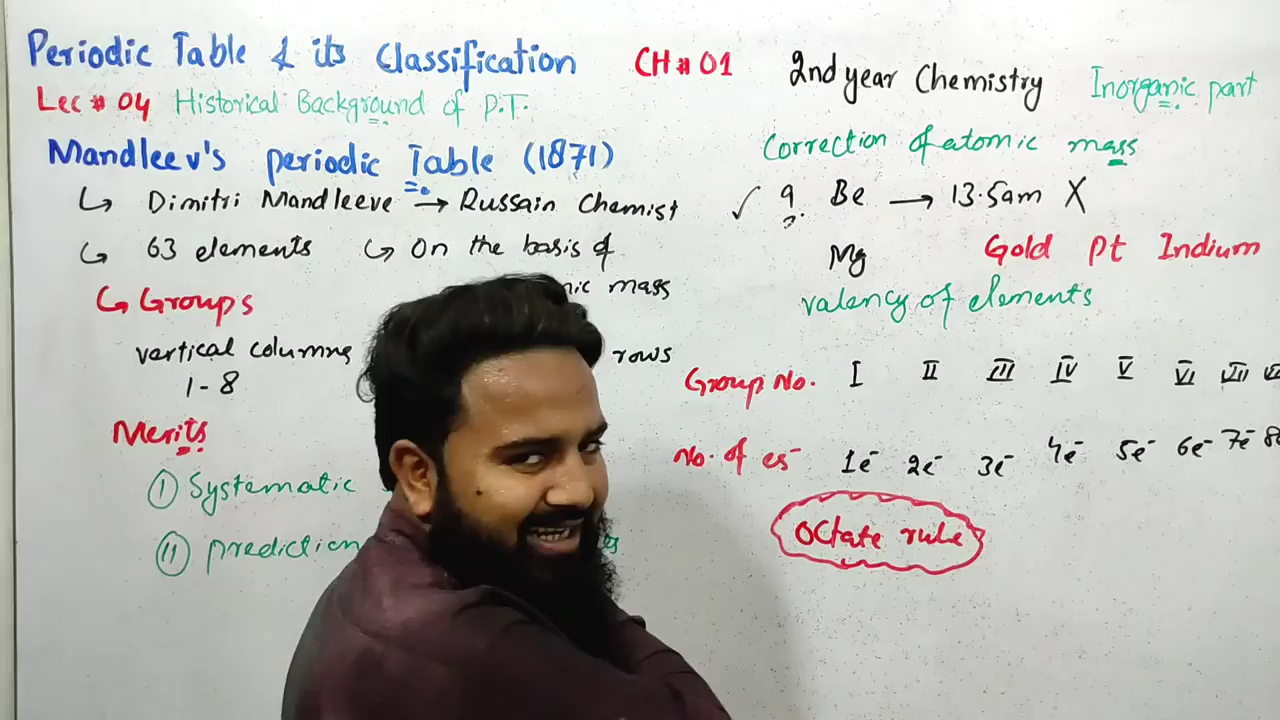 Periodic Table & its Classification CH # 01 2nd year Chemistry Inorganic part
Lec # 04 Historical Background of P.T.
Mandleev's periodic Table (1871)
↳ Dimitri Mandleeve → Russain Chemist
↳ 63 elements ↳ On the basis of
mass
↳ Groups
vertical columns rows
1 - 8
Merits
(I) Systematic
(II) prediction
Correction of atomic mass
✓ 9 Be → 13.5am X
Mg Gold Pt Indium
valency of elements
Group No. I II III IV V VI VII
No. of es⁻ 1e⁻ 2e⁻ 3e⁻ 4e⁻ 5e⁻ 6e⁻ 7e⁻ 8e
Octate rule